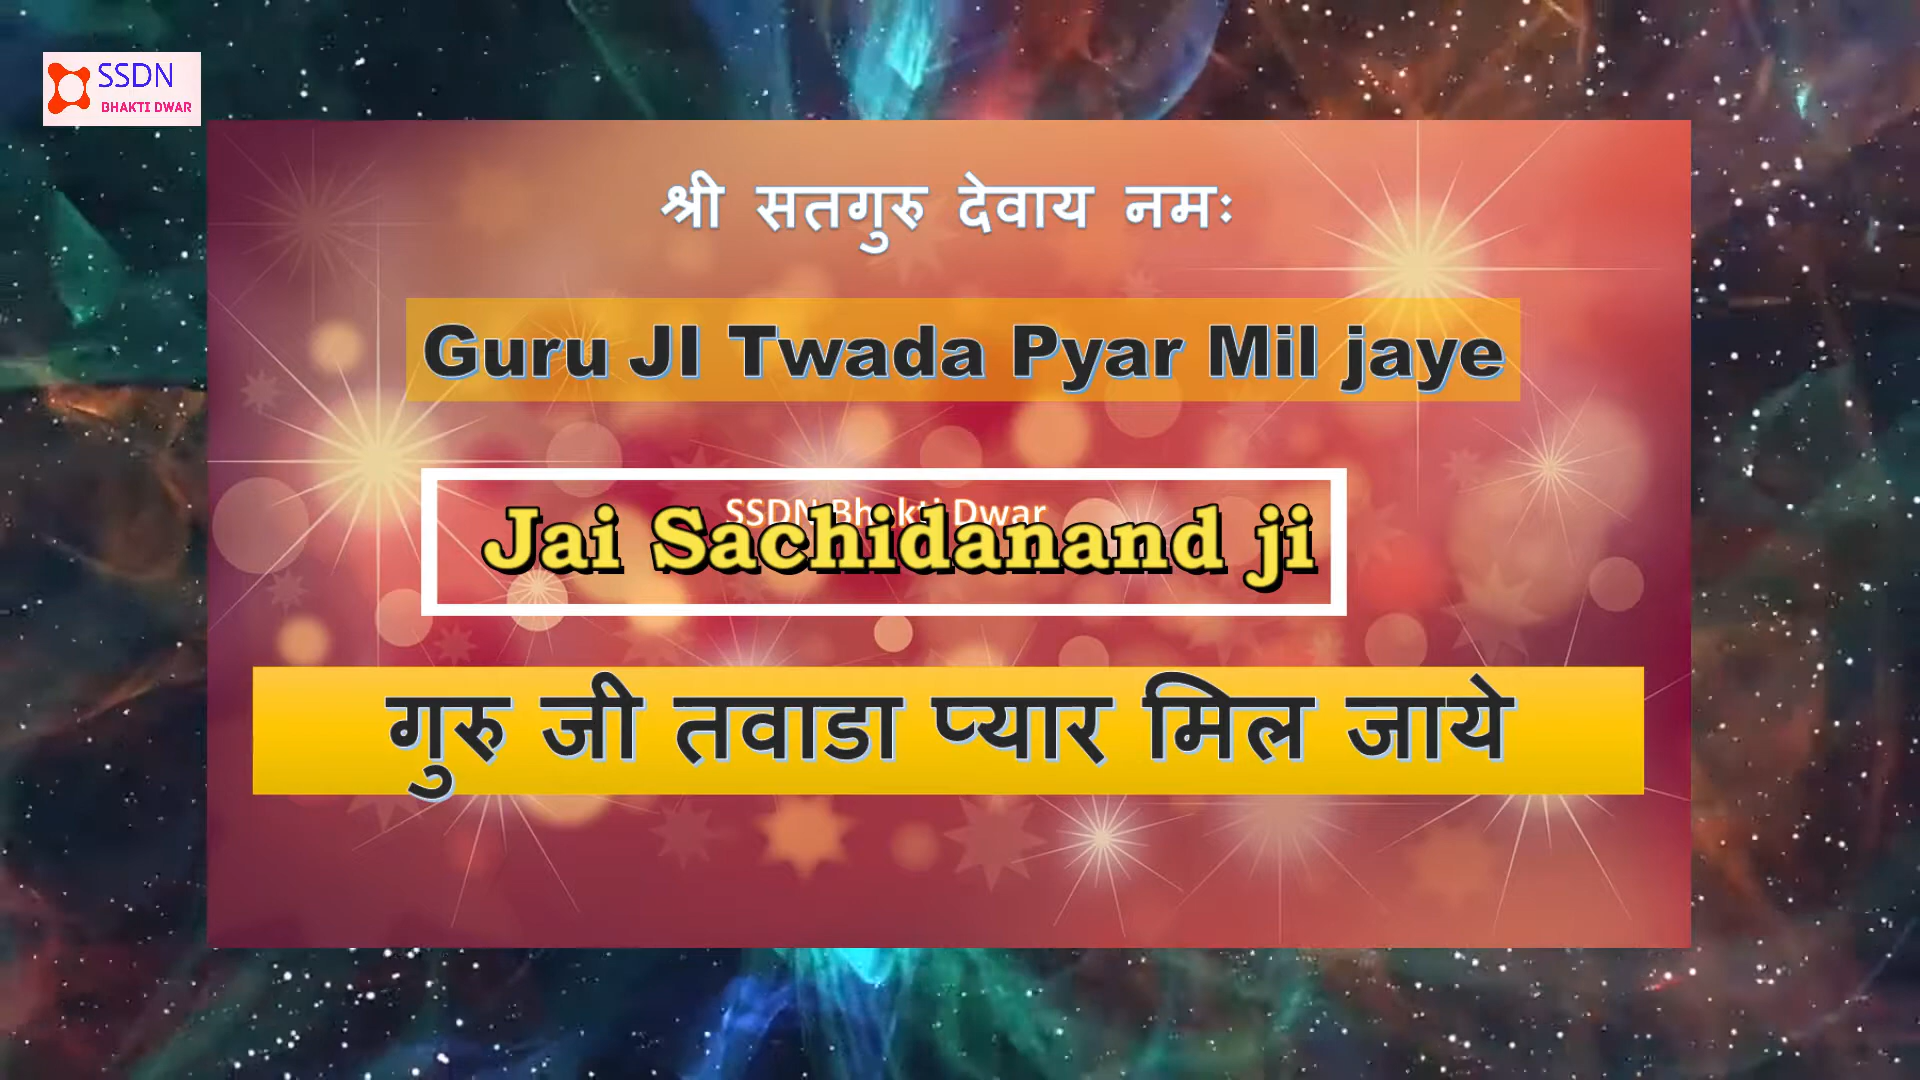 SSDN
BHAKTI DWAR
श्री सतगुरु देवाय नमः
Guru JI Twada Pyar Mil jaye
SSDN Bhakti Dwar
Jai Sachidanand ji
गुरु जी तवाडा प्यार मिल जाये